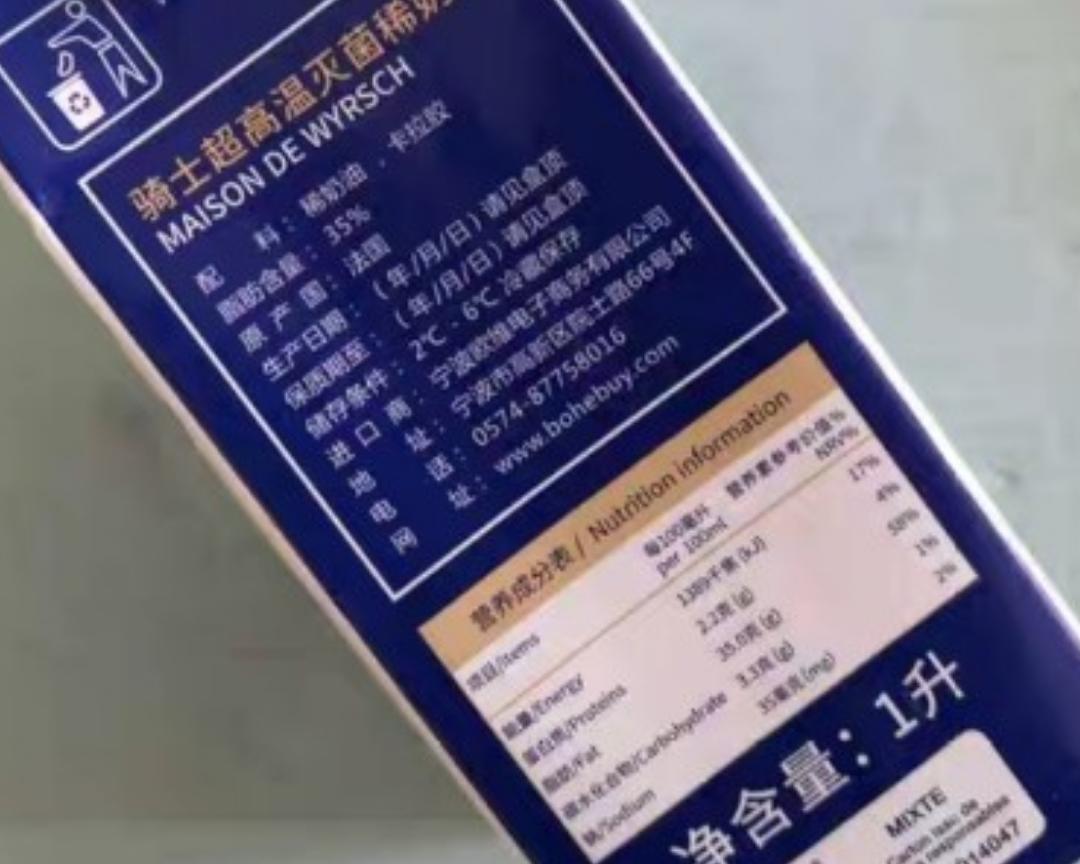 骑士超高温灭菌稀奶
MAISON DE WYRSCH
配 料：稀奶油，卡拉胶
脂肪含量：35%
原 产 国：法国
生产日期：（年/月/日）请见盒顶
保质期至：（年/月/日）请见盒顶
储存条件：2℃ - 6℃ 冷藏保存
进 口 商：宁波欧维电子商务有限公司
地 址：宁波市高新区院士路66号4F
电 话：0574-87758016
网 址：www.bohebuy.com
营养成分表 / Nutrition information
项目/Items 每100毫升 per 100ml 营养素参考价值% NRV%
能量/Energy 1389千焦 (kJ) 17%
蛋白质/Proteins 2.2克 (g) 4%
脂肪/Fat 35.0克 (g) 58%
碳水化合物/Carbohydrate 3.3克 (g) 1%
钠/Sodium 35毫克 (mg) 2%
净含量：1升
MIXTE
responsables
14047